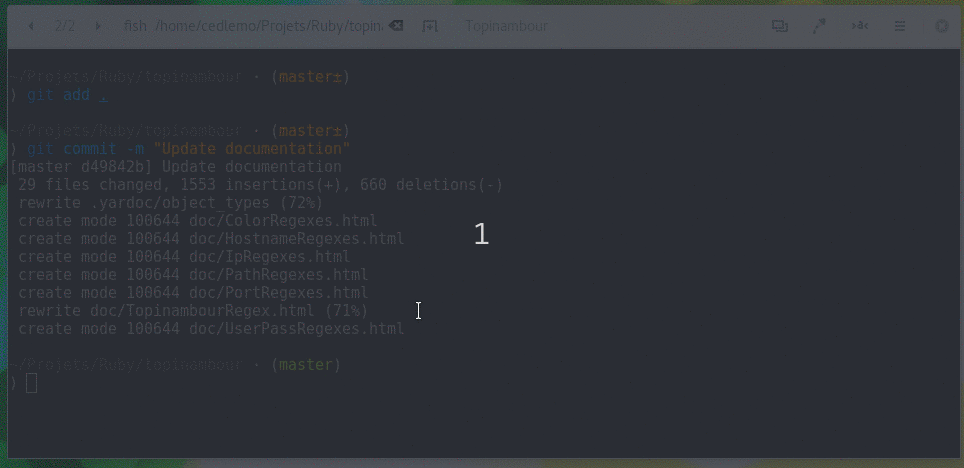 2/2 fish /home/cedlemo/Projets/Ruby/topin. Topinambour >a<
~/Projets/Ruby/topinambour · (master±)
) git add .
~/Projets/Ruby/topinambour · (master±)
) git commit -m "Update documentation"
[master d49842b] Update documentation
29 files changed, 1553 insertions(+), 660 deletions(-)
rewrite .yardoc/object_types (72%)
create mode 100644 doc/ColorRegexes.html
create mode 100644 doc/HostnameRegexes.html
1
create mode 100644 doc/IpRegexes.html
create mode 100644 doc/PathRegexes.html
create mode 100644 doc/PortRegexes.html
rewrite doc/TopinambourRegex.html (71%)
create mode 100644 doc/UserPassRegexes.html
~/Projets/Ruby/topinambour · (master)
)